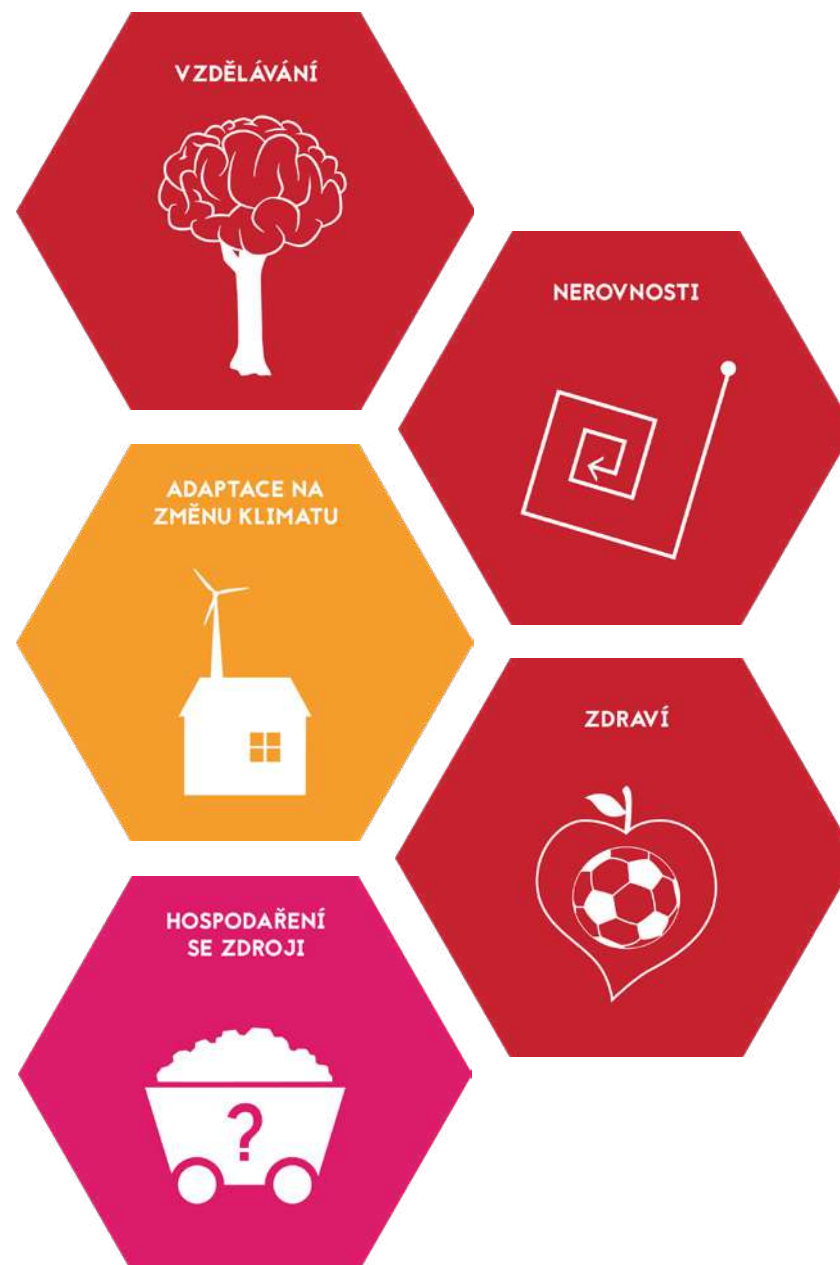 VZDĚLÁVÁNÍ
NEROVNOSTI
ADAPTACE NA
ZMĚNU KLIMATU
ZDRAVÍ
HOSPODAŘENÍ
SE ZDROJI
?